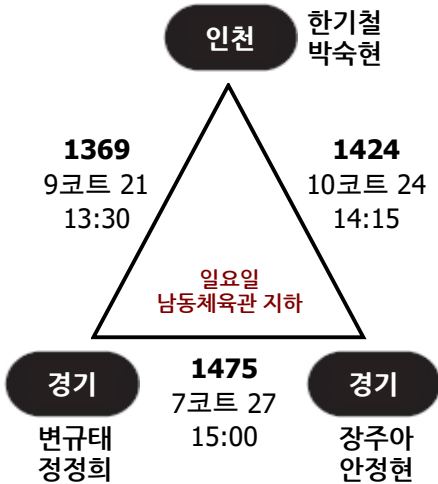 인천
한기철
박숙현
1369
9코트 21
13:30
1424
10코트 24
14:15
일요일
남동체육관 지하
경기
변규태
정정희
1475
7코트 27
15:00
경기
장주아
안정현